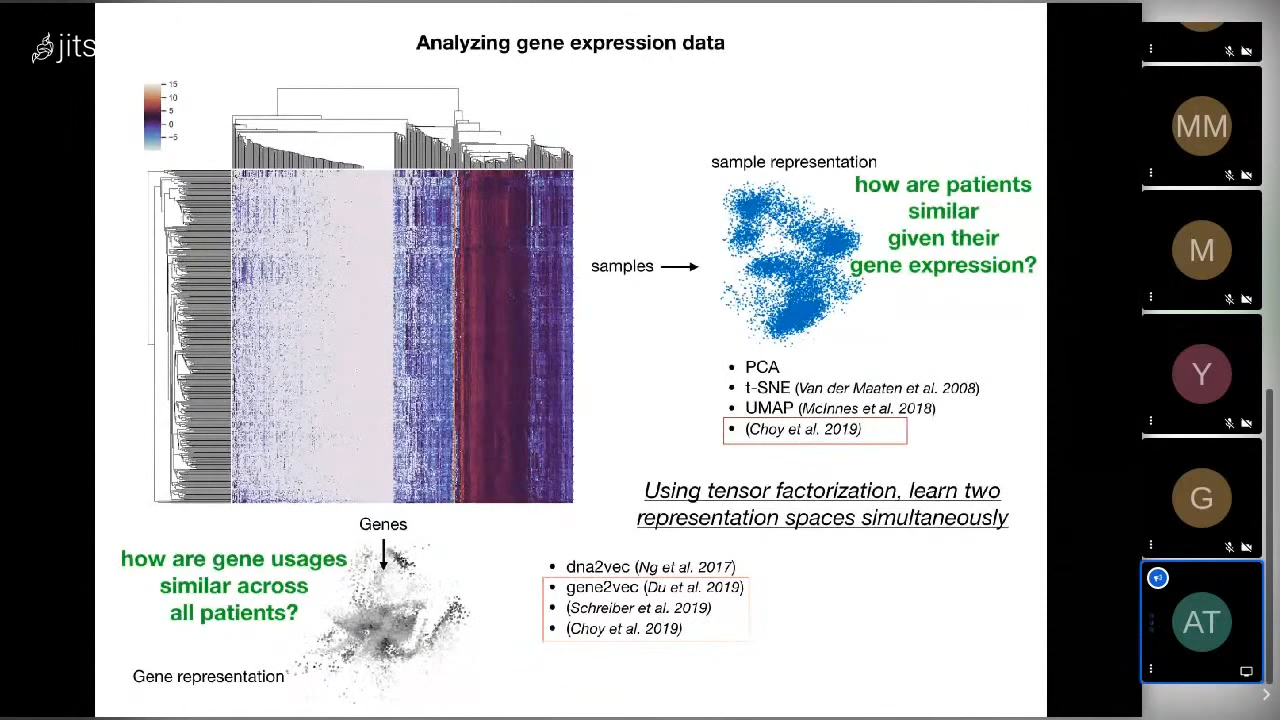 jits
Analyzing gene expression data
15
10
5
0
−5
sample representation
how are patients
similar
given their
gene expression?
samples
• PCA
• t-SNE (Van der Maaten et al. 2008)
• UMAP (McInnes et al. 2018)
• (Choy et al. 2019)
Using tensor factorization, learn two
representation spaces simultaneously
Genes
how are gene usages
similar across
all patients?
Gene representation
• dna2vec (Ng et al. 2017)
• gene2vec (Du et al. 2019)
• (Schreiber et al. 2019)
• (Choy et al. 2019)
MM
M
Y
G
AT